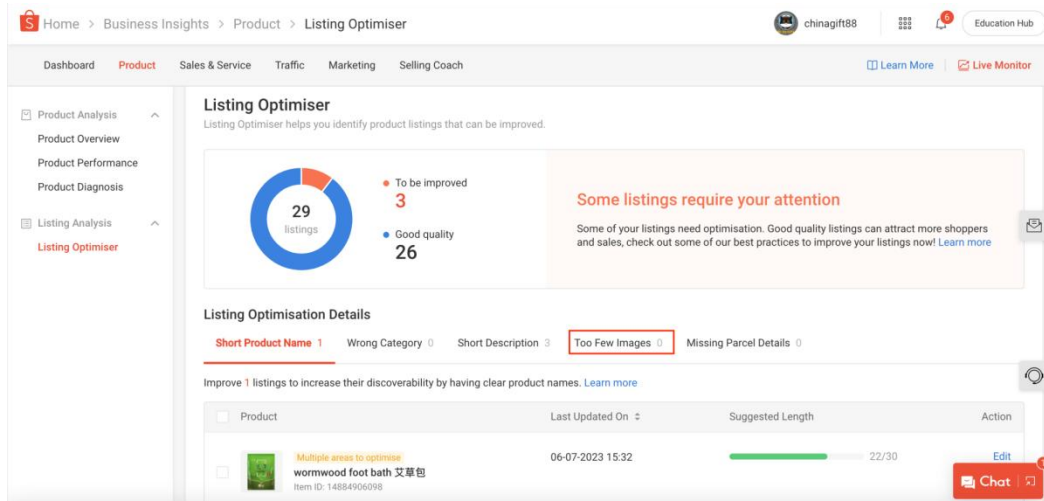 Home > Business Insights > Product > Listing Optimiser
chinagift88
6
Education Hub
Dashboard Product Sales & Service Traffic Marketing Selling Coach
Learn More
Live Monitor
Product Analysis
Product Overview
Product Performance
Product Diagnosis
Listing Analysis
Listing Optimiser
Listing Optimiser
Listing Optimiser helps you identify product listings that can be improved.
29
listings
To be improved
3
Good quality
26
Some listings require your attention
Some of your listings need optimisation. Good quality listings can attract more shoppers
and sales, check out some of our best practices to improve your listings now! Learn more
Listing Optimisation Details
Short Product Name 1 Wrong Category 0 Short Description 3 Too Few Images 0 Missing Parcel Details 0
Improve 1 listings to increase their discoverability by having clear product names. Learn more
Product Last Updated On Suggested Length Action
Multiple areas to optimise
wormwood foot bath 艾草包
Item ID: 14884906098
06-07-2023 15:32
22/30
Edit
Chat